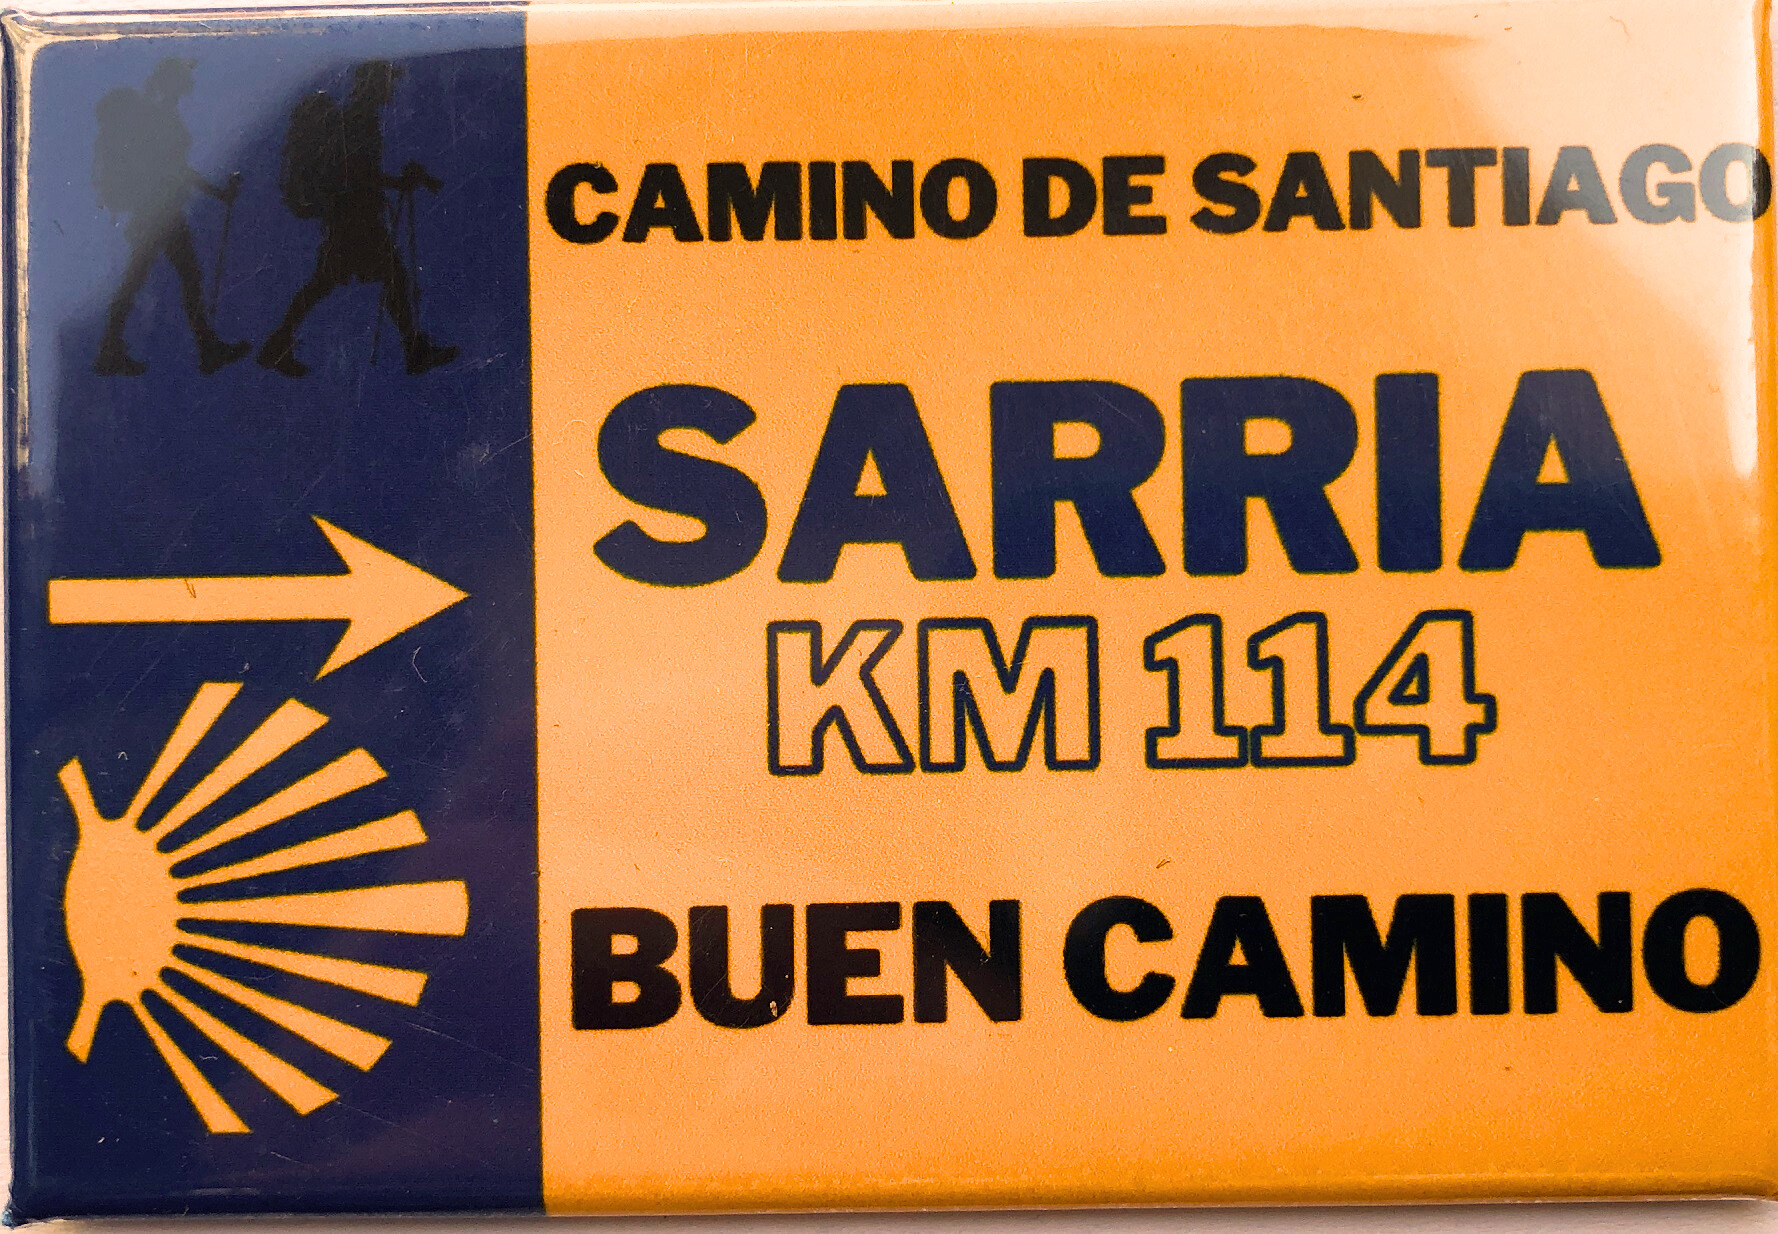 CAMINO DE SANTIAGO
SARRIA
KM 114
BUEN CAMINO